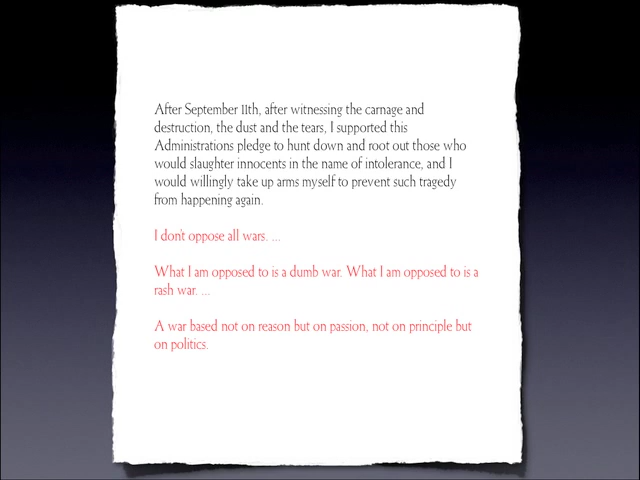 After September 11th, after witnessing the carnage and
destruction, the dust and the tears, I supported this
Administrations pledge to hunt down and root out those who
would slaughter innocents in the name of intolerance, and I
would willingly take up arms myself to prevent such tragedy
from happening again.
I don't oppose all wars. ...
What I am opposed to is a dumb war. What I am opposed to is a
rash war. ...
A war based not on reason but on passion, not on principle but
on politics.